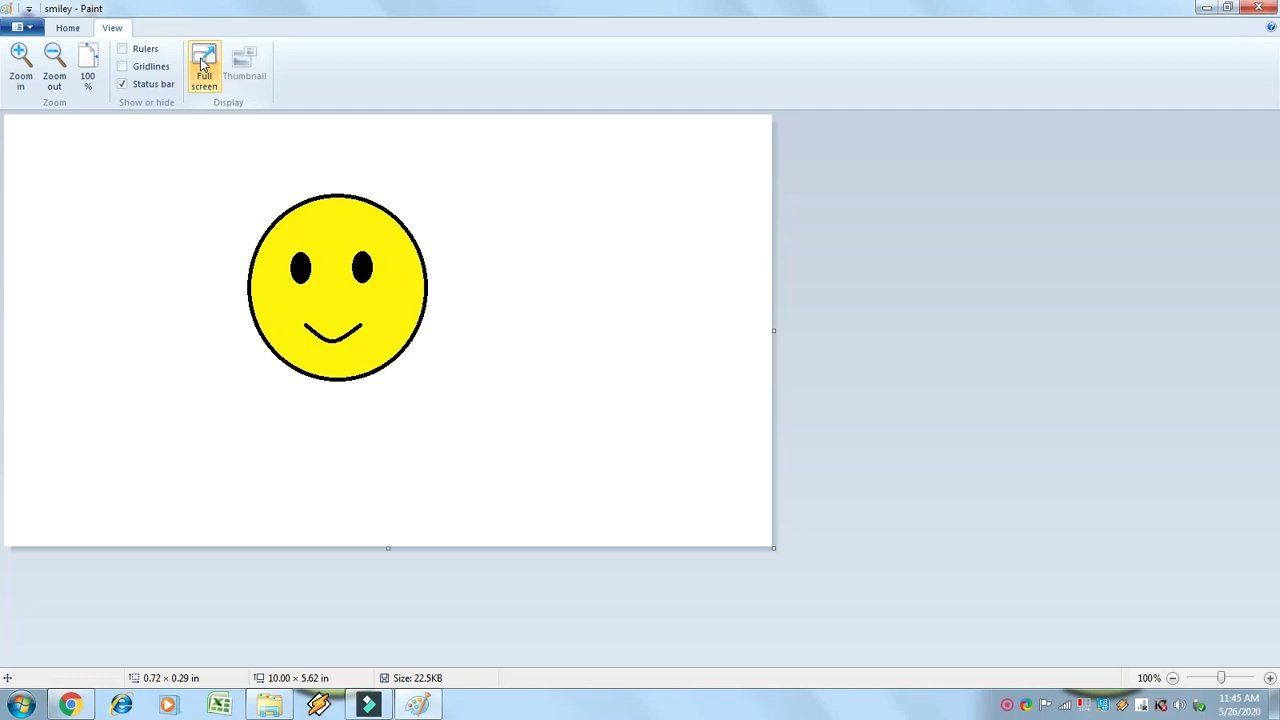 smiley - Paint
Home
View
Zoom in
Zoom out
100 %
Rulers
Gridlines
Status bar
Full screen
Thumbnail
Zoom
Show or hide
Display
0.72 × 0.29 in
10.00 × 5.62 in
Size: 22.5KB
100%
11:45 AM
5/26/2020